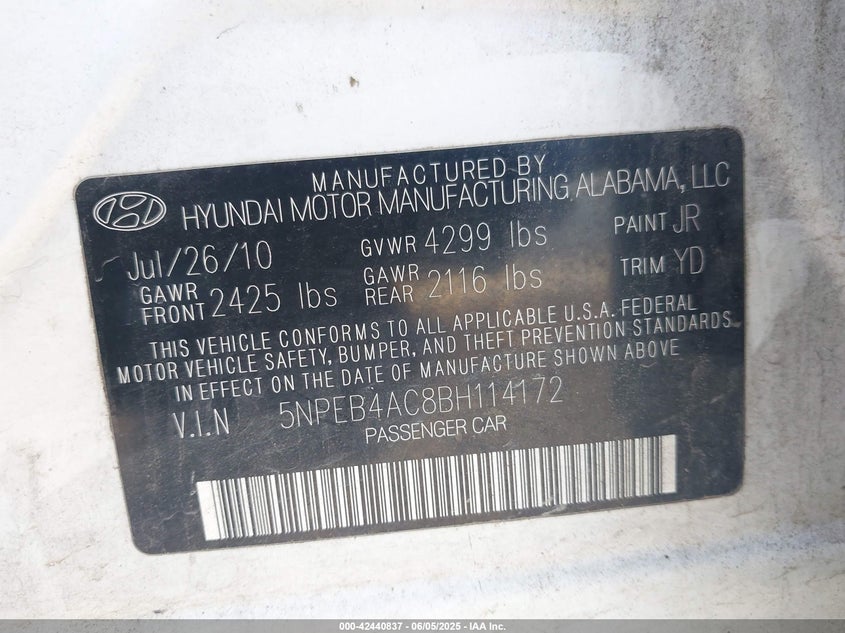 MANUFACTURED BY
HYUNDAI MOTOR MANUFACTURING ALABAMA, LLC
Jul/26/10 GVWR 4299 lbs PAINT JR
GAWR FRONT 2425 lbs GAWR REAR 2116 lbs TRIM YD
THIS VEHICLE CONFORMS TO ALL APPLICABLE U.S.A. FEDERAL
MOTOR VEHICLE SAFETY, BUMPER, AND THEFT PREVENTION STANDARDS
IN EFFECT ON THE DATE OF MANUFACTURE SHOWN ABOVE
V.I.N 5NPEB4AC8BH114172
PASSENGER CAR
000-42440837 - 06/05/2025 - IAA Inc.